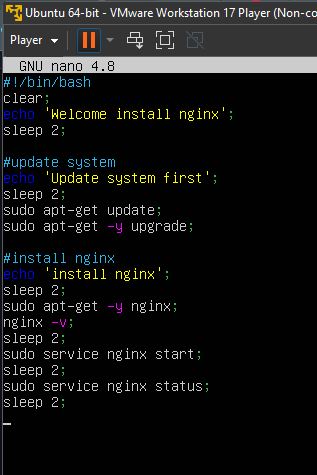 Ubuntu 64-bit - VMware Workstation 17 Player (Non-co
Player
GNU nano 4.8
#!/bin/bash
clear;
echo 'Welcome install nginx';
sleep 2;
#update system
echo 'Update system first';
sleep 2;
sudo apt-get update;
sudo apt-get -y upgrade;
#install nginx
echo 'install nginx';
sleep 2;
sudo apt-get -y nginx;
nginx -v;
sleep 2;
sudo service nginx start;
sleep 2;
sudo service nginx status;
sleep 2;